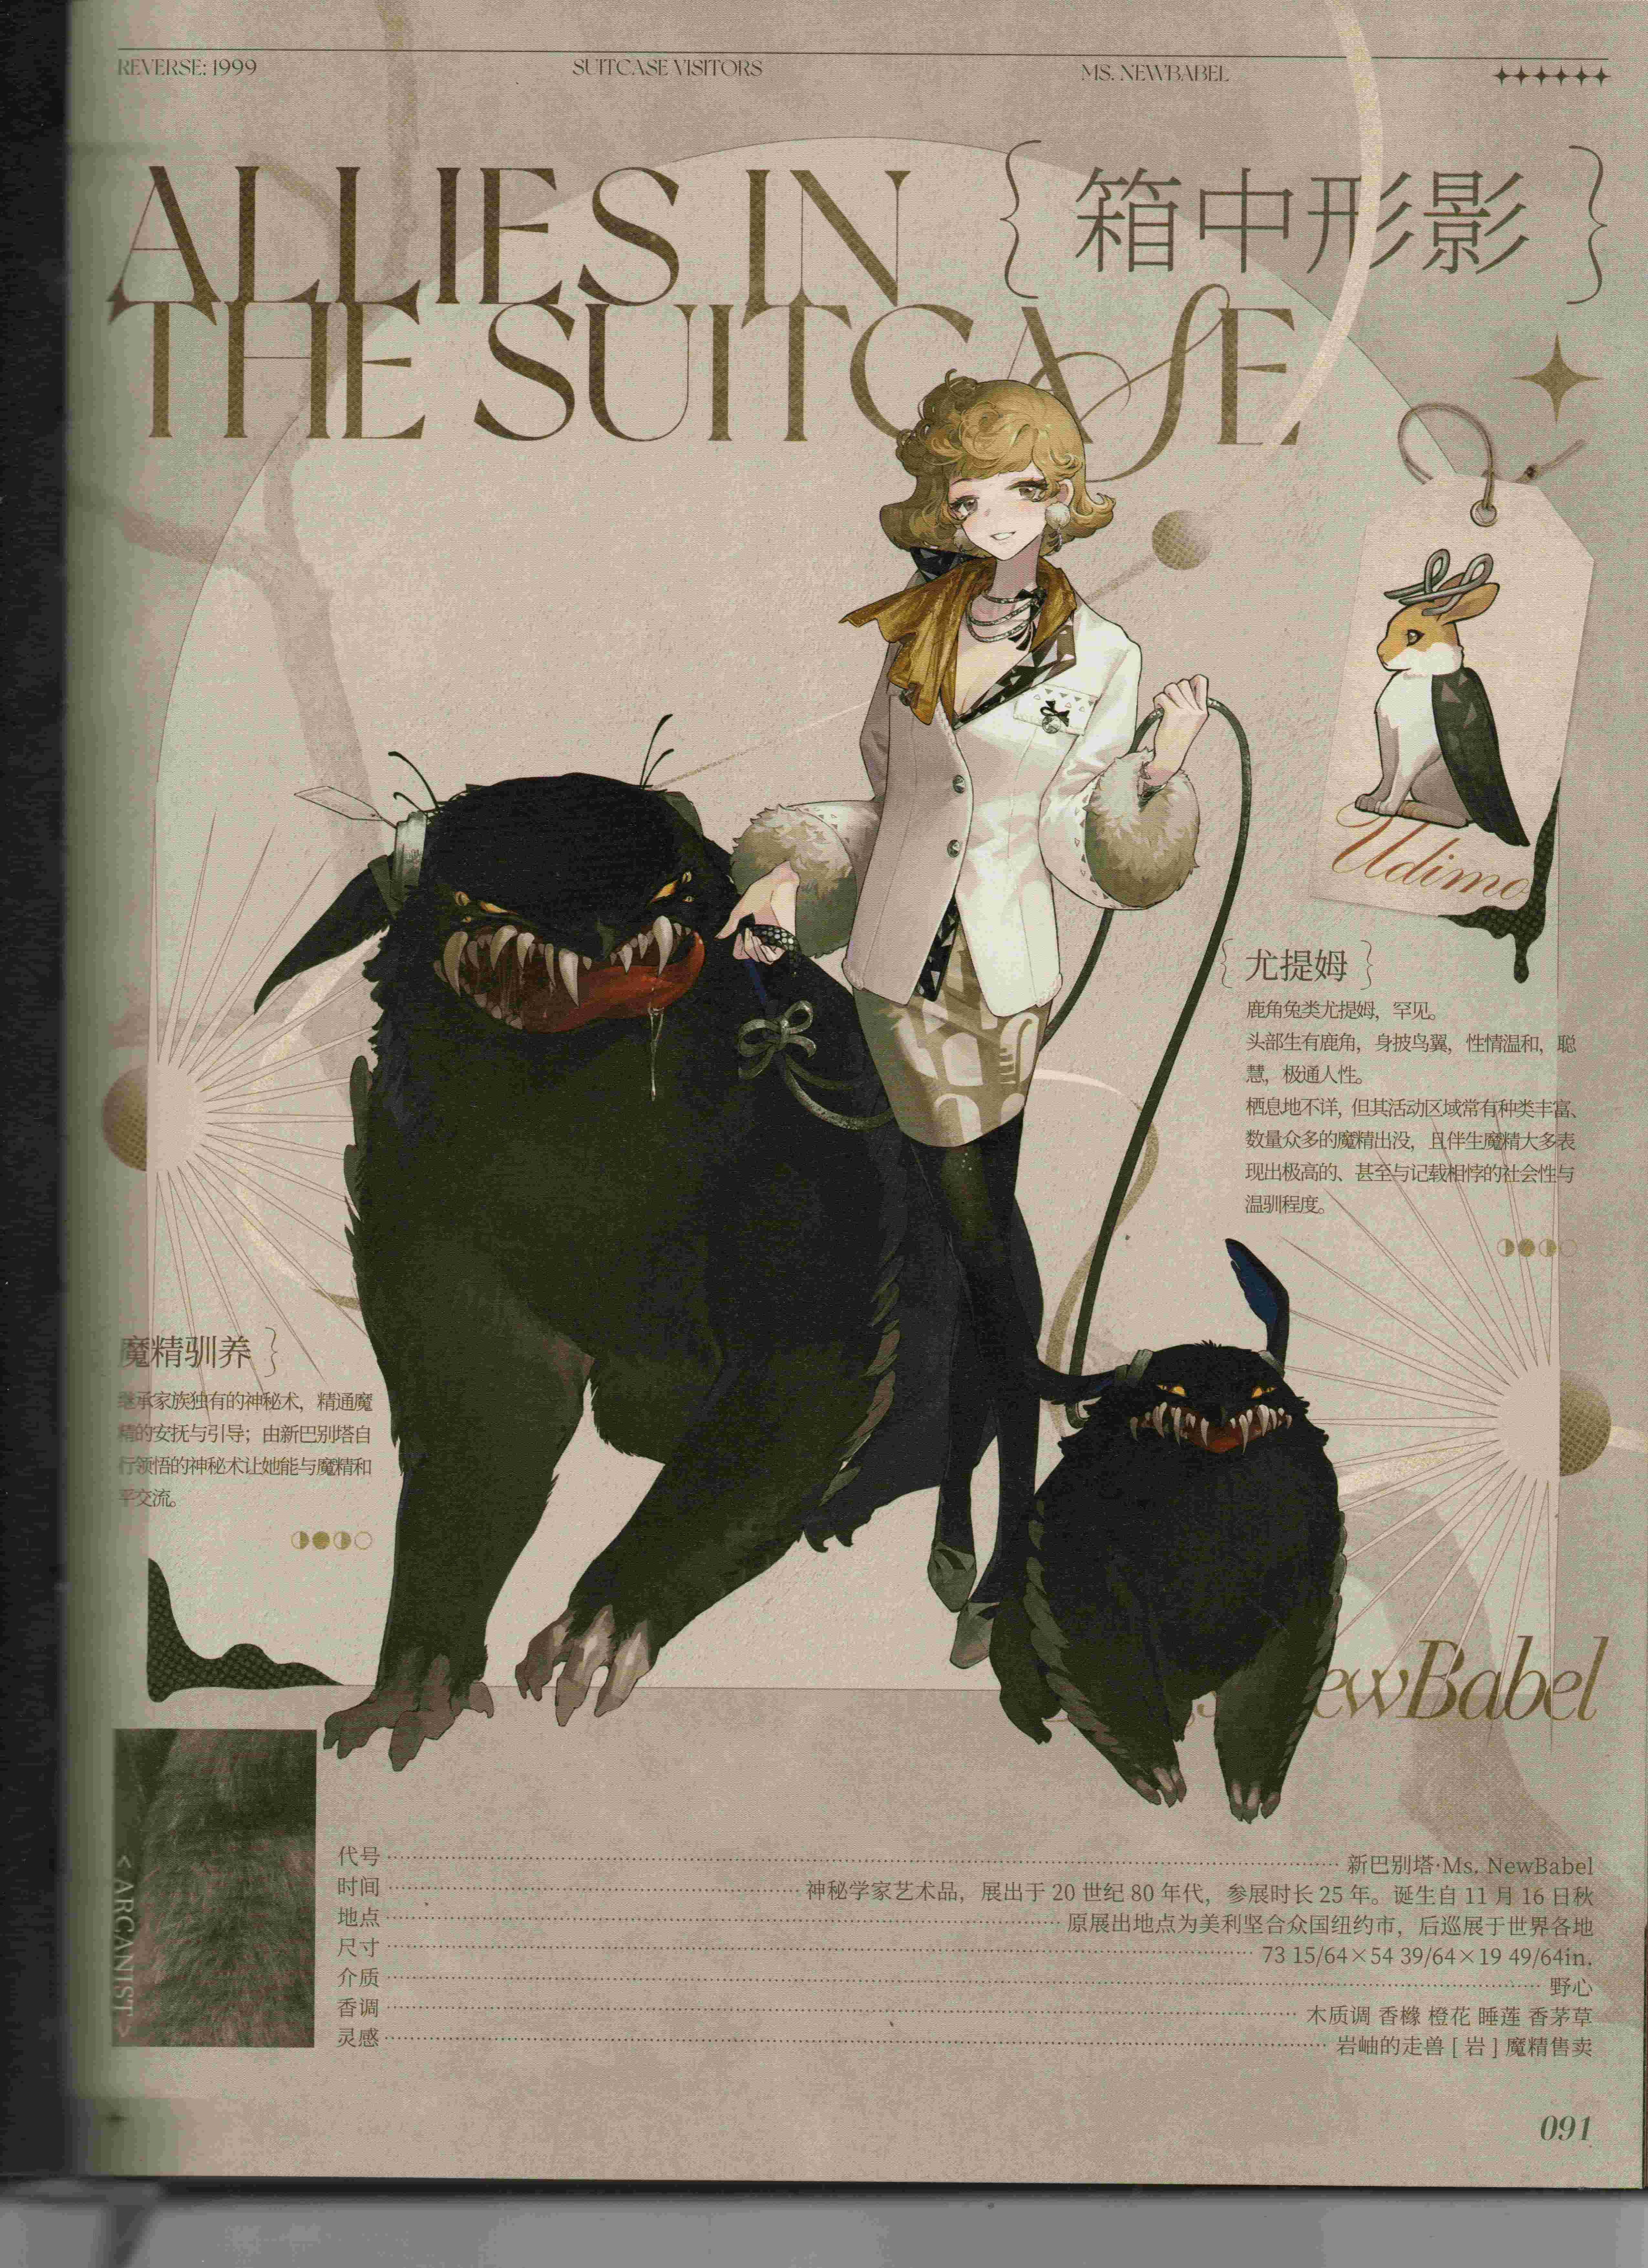 REVERSE: 1999
SUITCASE VISITORS
MS. NEWBABEL
ALLIES IN
THE SUITCASE
{箱中形影}
Udimo
{尤提姆}
鹿角兔类尤提姆，罕见。
头部生有鹿角，身披鸟翼，性情温和，聪
慧，极通人性。
栖息地不详，但其活动区域常有种类丰富、
数量众多的魔精出没，且伴生魔精大多表
现出极高的、甚至与记载相悖的社会性与
温驯程度。
魔精驯养}
继承家族独有的神秘术，精通魔
精的安抚与引导；由新巴别塔自
行领悟的神秘术让她能与魔精和
平交流。
ewBabel
<ARCANIST>
代号 新巴别塔·Ms. NewBabel
时间 神秘学家艺术品，展出于 20 世纪 80 年代，参展时长 25 年。诞生自 11 月 16 日秋
地点 原展出地点为美利坚合众国纽约市，后巡展于世界各地
尺寸 73 15/64×54 39/64×19 49/64in.
介质 野心
香调 木质调 香橼 橙花 睡莲 香茅草
灵感 岩岫的走兽 [ 岩 ] 魔精售卖
091